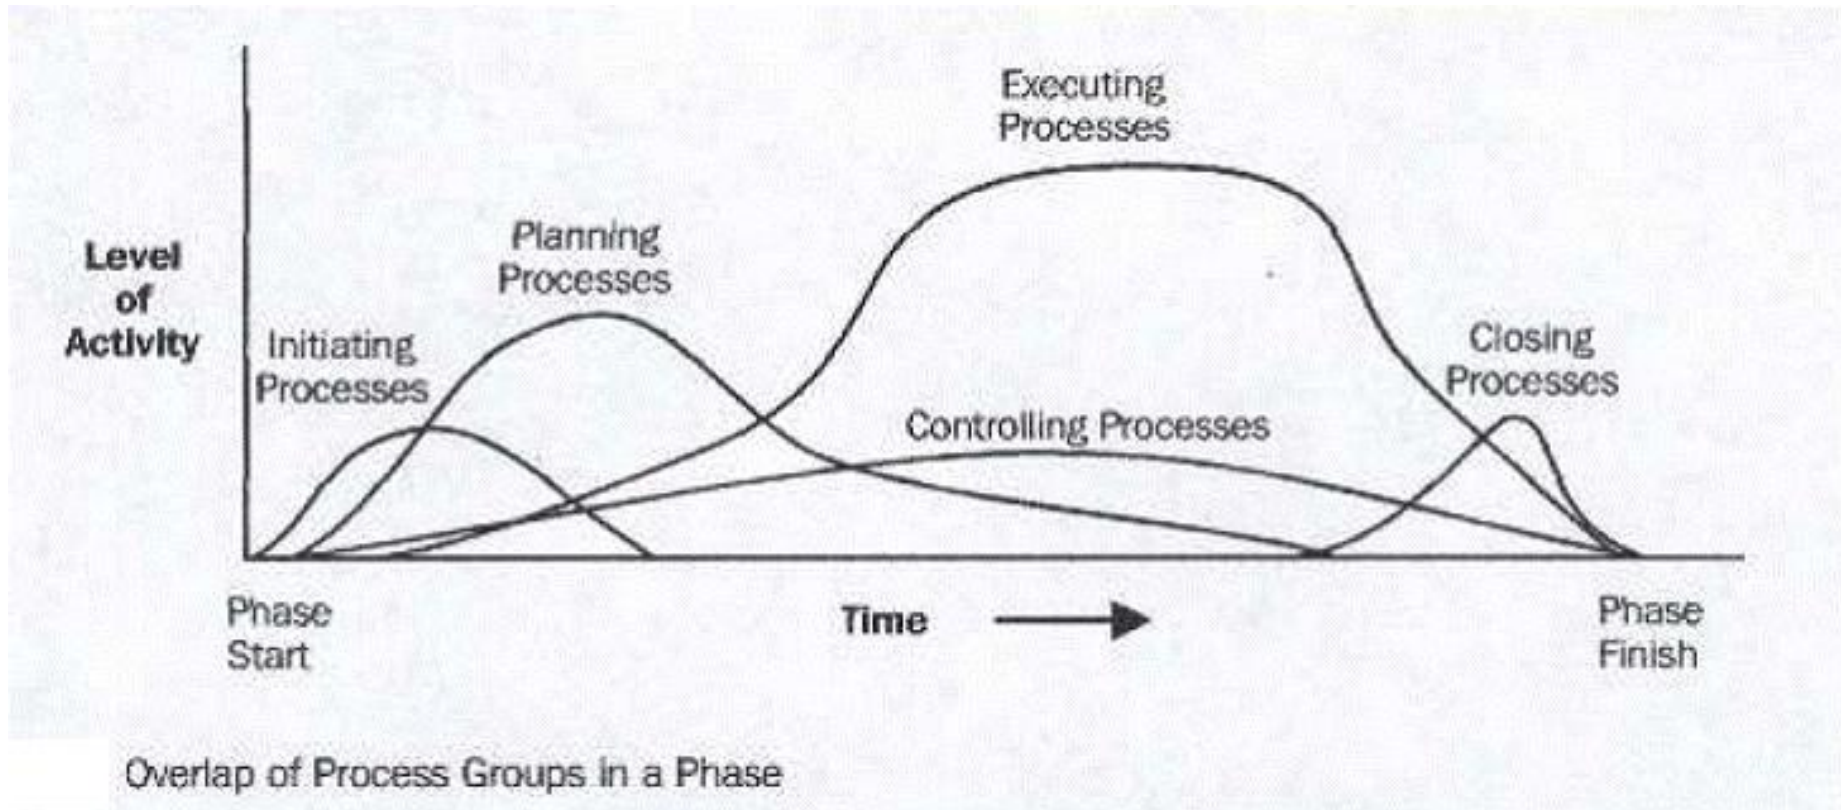 Executing
Processes
Planning
Processes
Level
of
Activity
Initiating
Processes
Closing
Processes
Controlling Processes
Phase
Start
Time
Phase
Finish
Overlap of Process Groups in a Phase